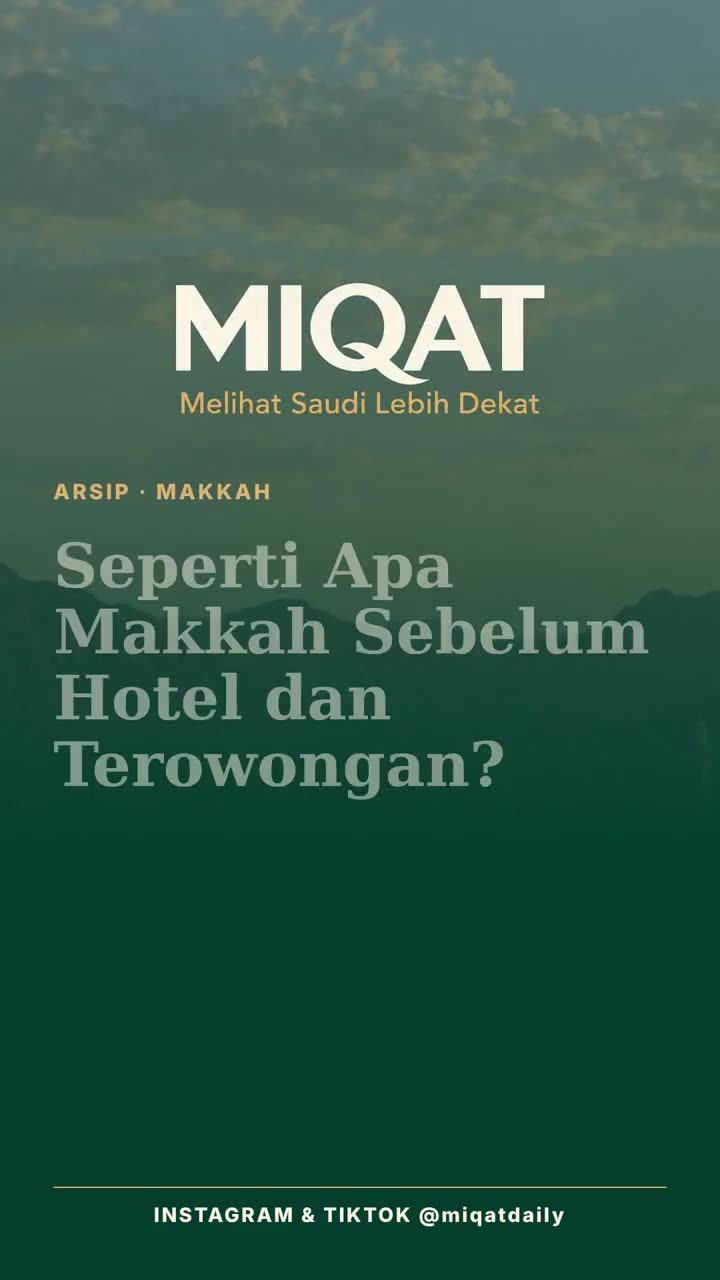 MIQAT
Melihat Saudi Lebih Dekat
ARSIP · MAKKAH
Seperti Apa
Makkah Sebelum
Hotel dan
Terowongan?
INSTAGRAM & TIKTOK @miqatdaily